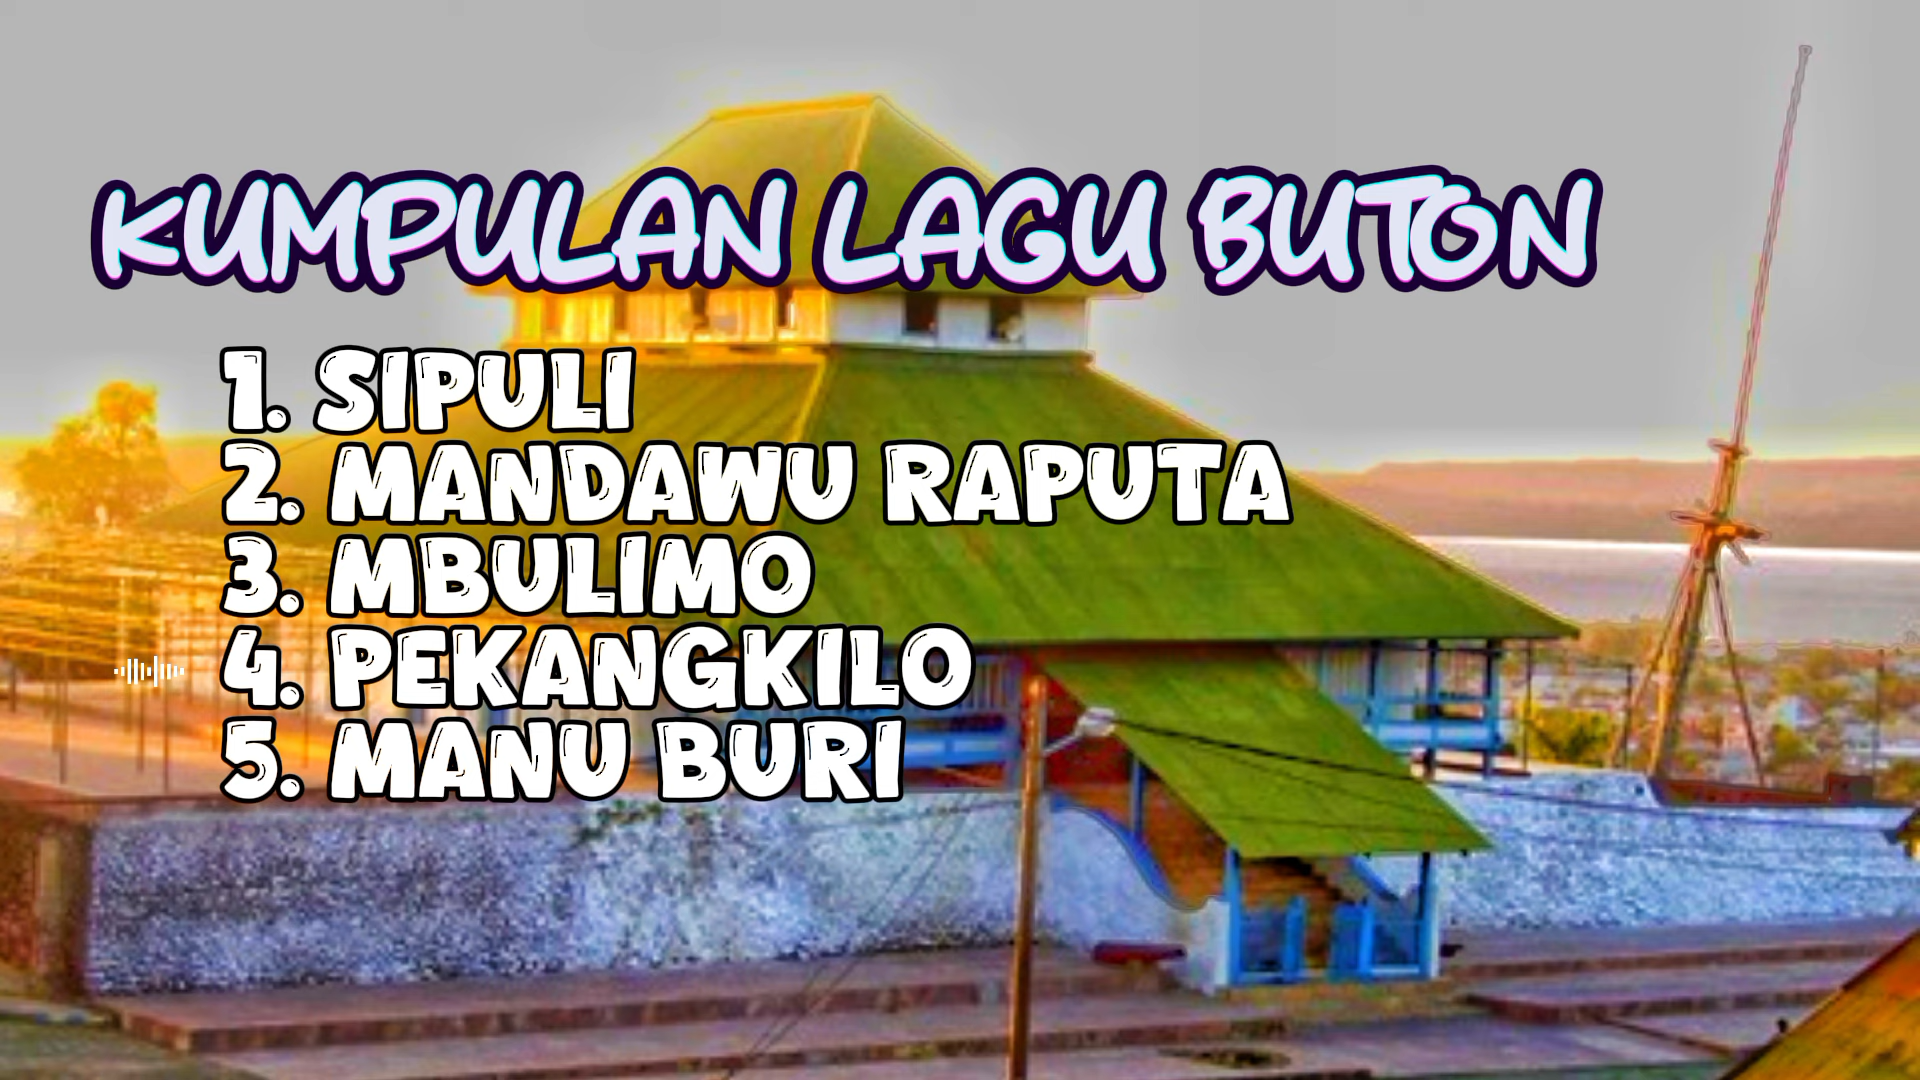 KUMPULAN LAGU BUTON
1. SIPULI
2. MANDAWU RAPUTA
3. MBULIMO
4. PEKANGKILO
5. MANU BURI